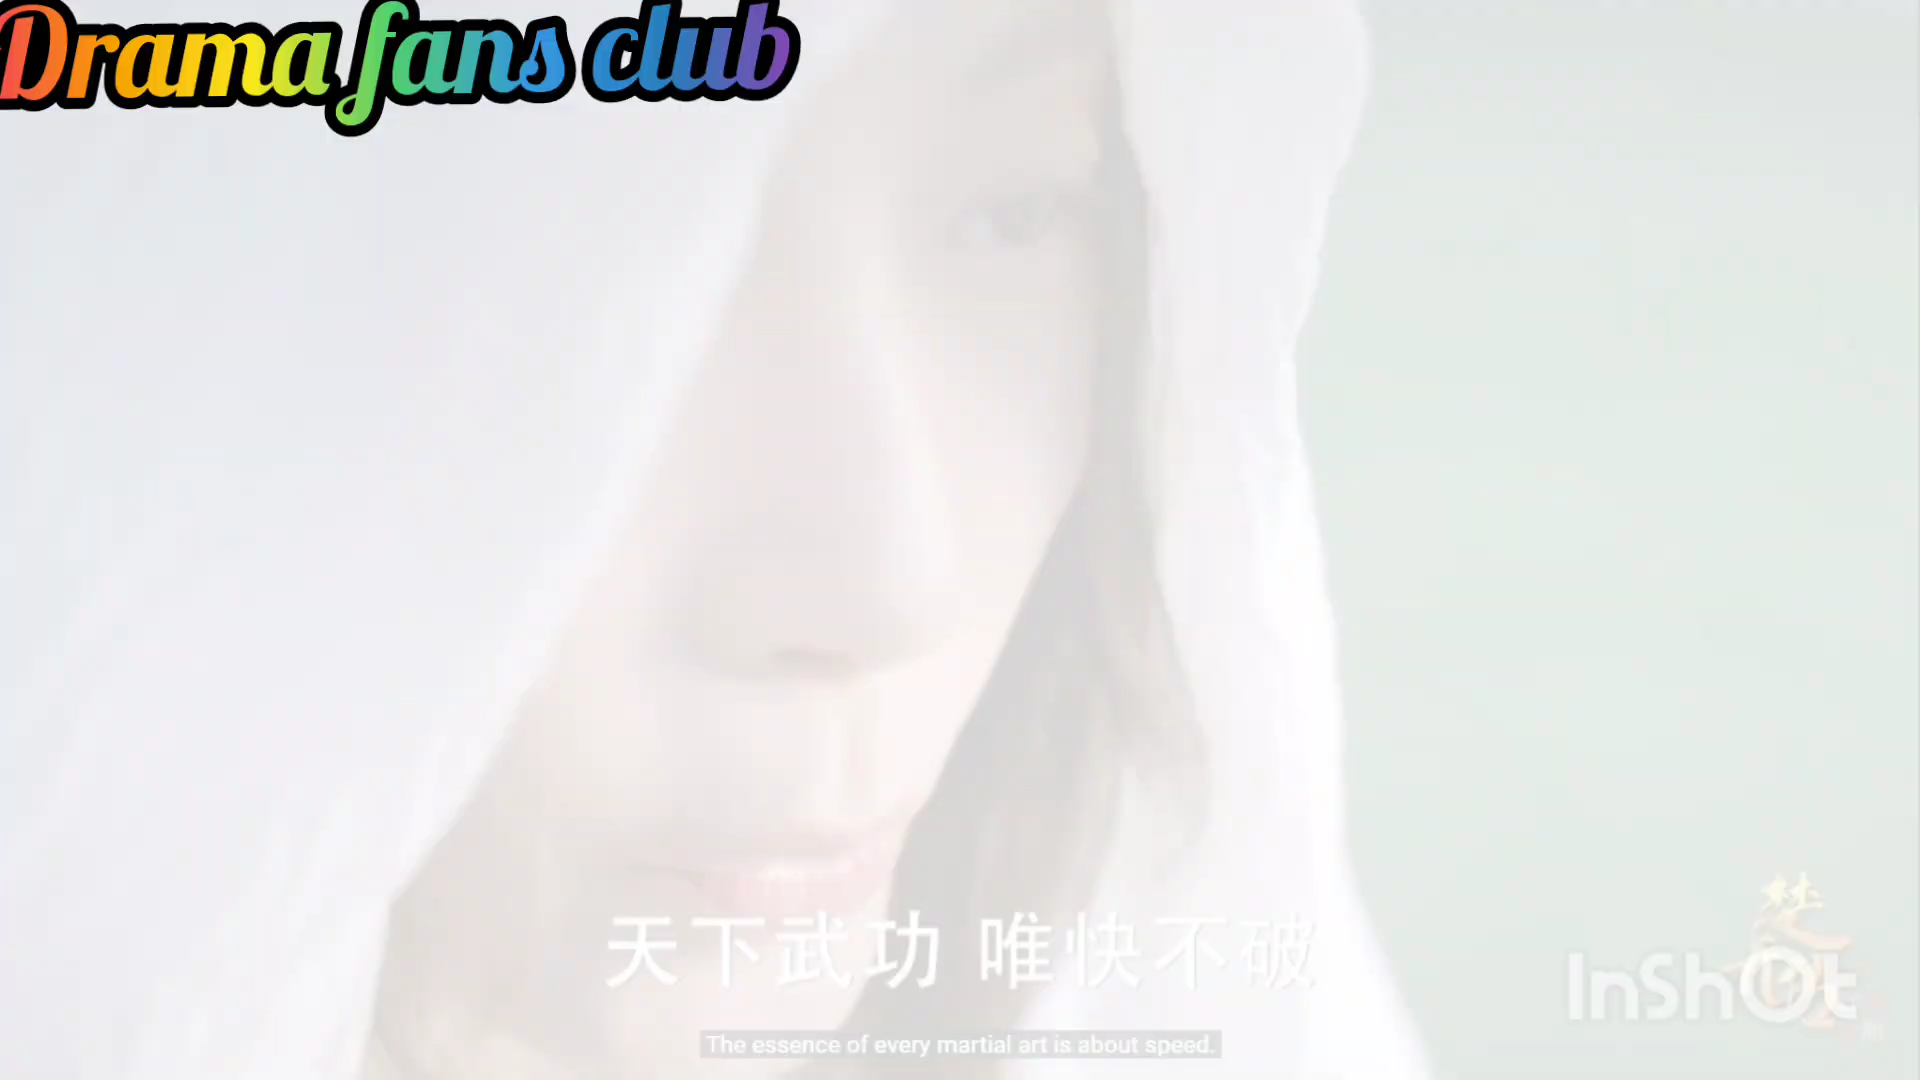 Drama fans club
天下武功 唯快不破
楚
InShOt
The essence of every martial art is about speed.